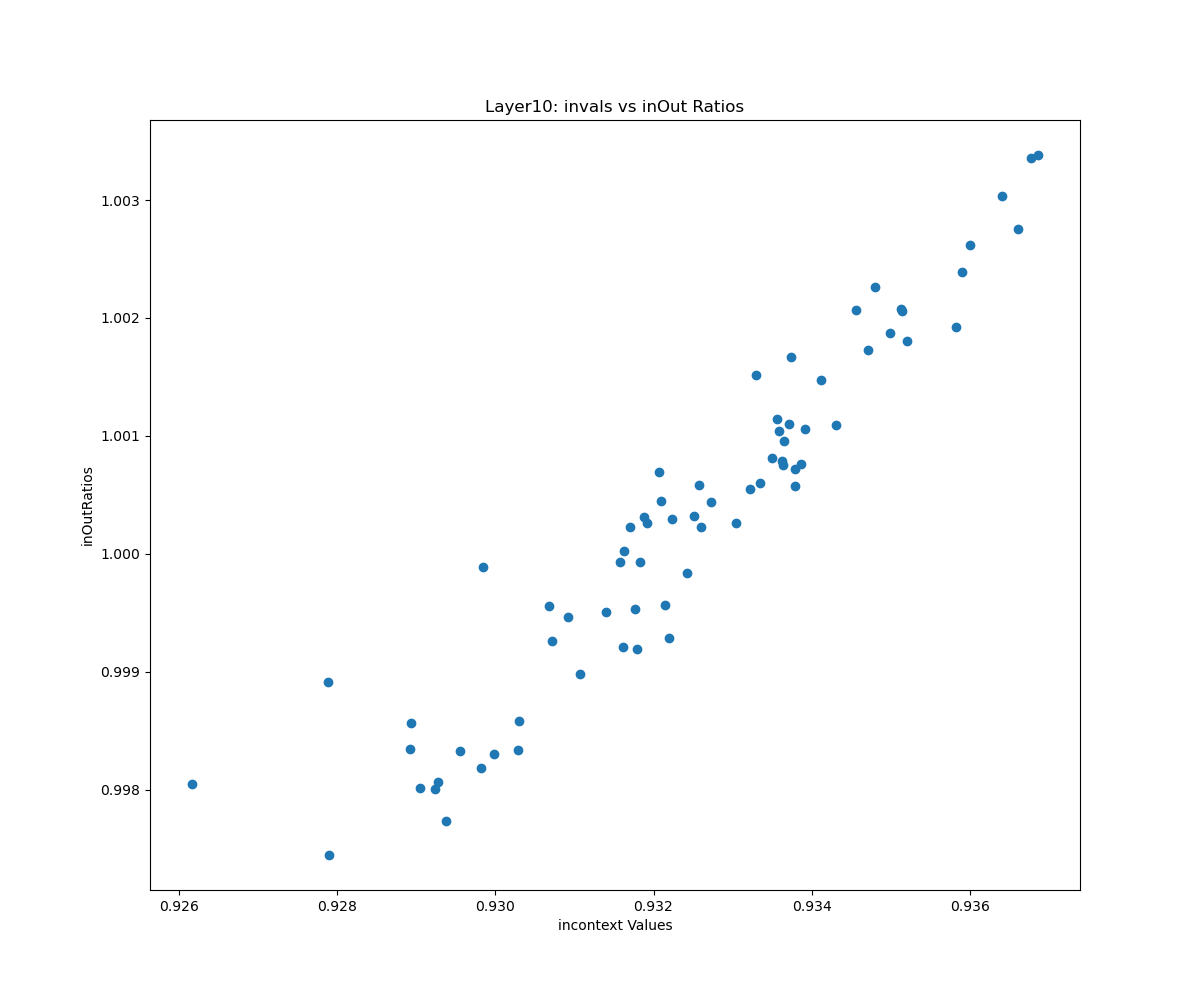 Layer10: invals vs inOut Ratios
1.003
1.002
1.001
1.000
0.999
0.998
inOutRatios
0.926 0.928 0.930 0.932 0.934 0.936
incontext Values